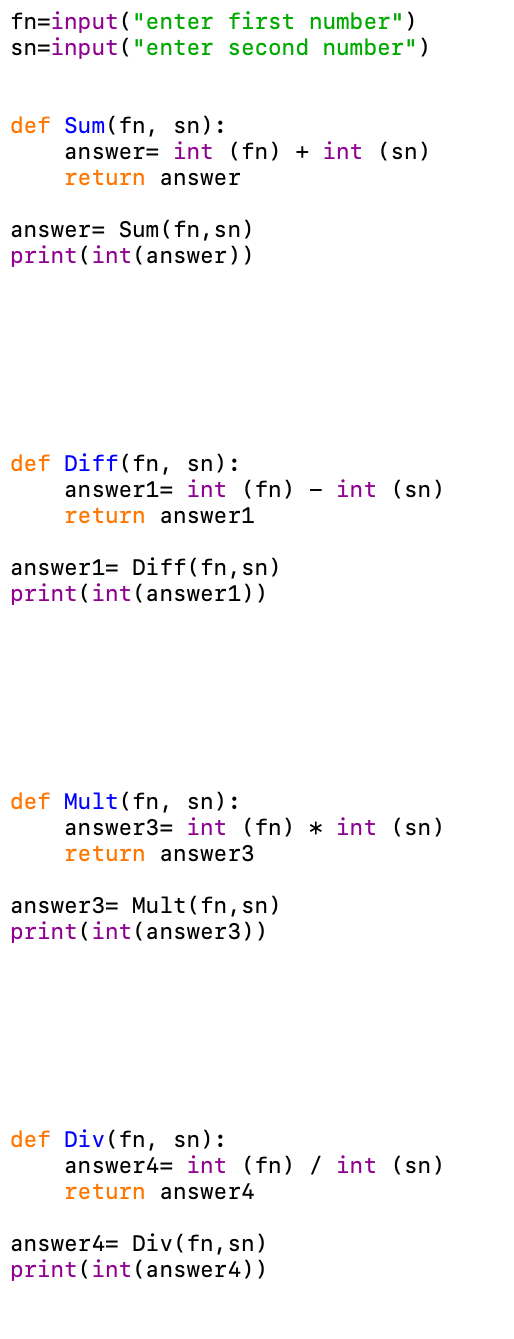 fn=input("enter first number")
sn=input("enter second number")
def Sum(fn, sn):
    answer= int (fn) + int (sn)
    return answer
answer= Sum(fn,sn)
print(int(answer))
def Diff(fn, sn):
    answer1= int (fn) - int (sn)
    return answer1
answer1= Diff(fn,sn)
print(int(answer1))
def Mult(fn, sn):
    answer3= int (fn) * int (sn)
    return answer3
answer3= Mult(fn,sn)
print(int(answer3))
def Div(fn, sn):
    answer4= int (fn) / int (sn)
    return answer4
answer4= Div(fn,sn)
print(int(answer4))